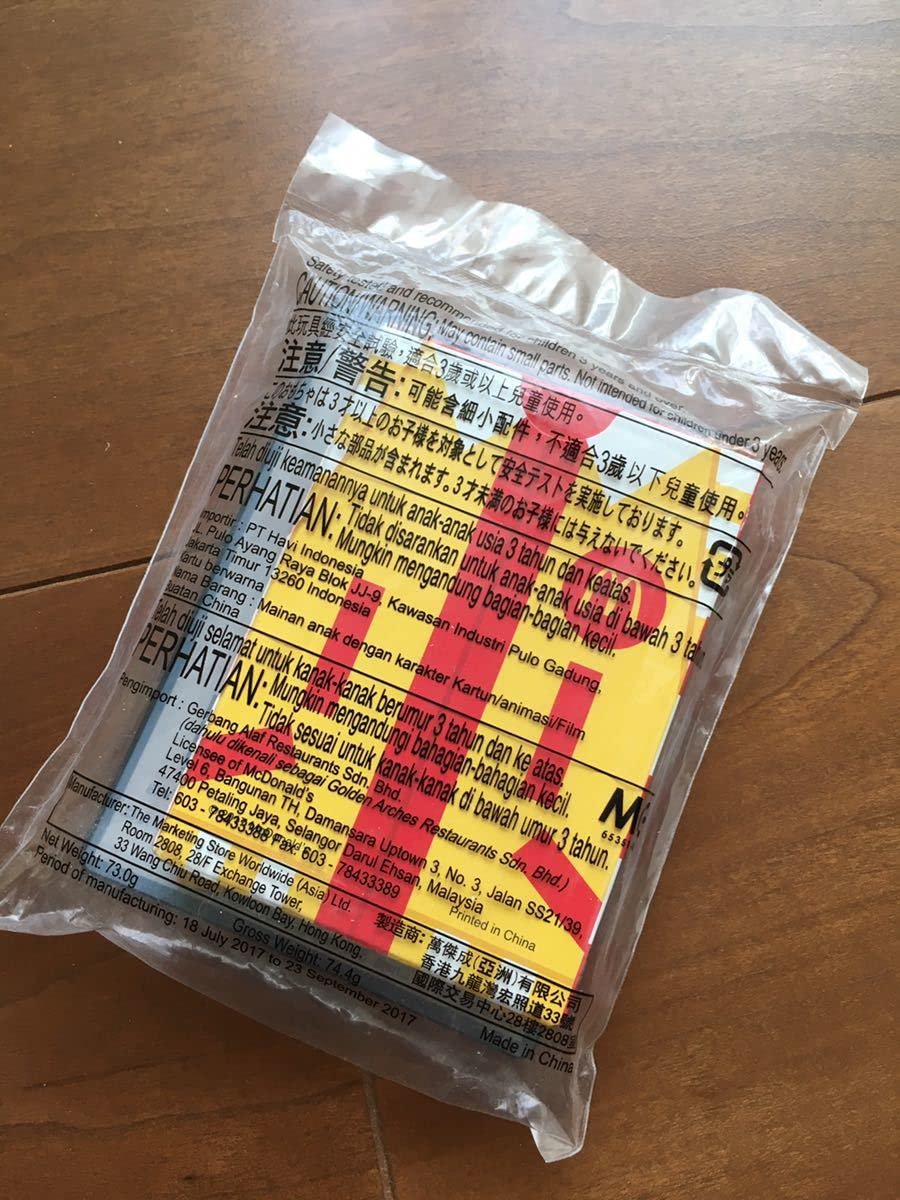 Safety tested and recommended for children 3 years and over.
CAUTION/WARNING: May contain small parts. Not intended for children under 3 years.
此玩具經安全試驗，適合3歲或以上兒童使用。
注意/警告：可能含細小配件，不適合3歲以下兒童使用。
このおもちゃは3才以上のお子様を対象として安全テストを実施しております。
注意：小さな部品が含まれます。3才未満のお子様には与えないでください。
Telah diuji keamanannya untuk anak-anak usia 3 tahun dan keatas.
PERHATIAN: Tidak disarankan untuk anak-anak usia di bawah 3 tahun
Mungkin mengandung bagian-bagian kecil.
Importir : PT Havi Indonesia
JL. Pulo Ayang Raya Blok JJ-9, Kawasan Industri Pulo Gadung,
Jakarta Timur 13260 Indonesia
berwarna
Nama Barang : Mainan anak dengan karakter Kartun/animasi/Film
Buatan China
Telah diuji selamat untuk kanak-kanak berumur 3 tahun dan ke atas.
PERHATIAN: Mungkin mengandungi bahagian-bahagian kecil.
Tidak sesuai untuk kanak-kanak di bawah umur 3 tahun.
Pengimport : Gerbang Alaf Restaurants Sdn. Bhd.
(dahulu dikenali sebagai Golden Arches Restaurants Sdn. Bhd.)
Licensee of McDonald's
Level 6, Bangunan TH, Damansara Uptown 3, No. 3, Jalan SS21/39,
47400 Petaling Jaya, Selangor Darul Ehsan, Malaysia
Tel: 603 - 78433388 Fax: 603 - 78433389
Printed in China
Manufacturer: The Marketing Store Worldwide (Asia) Ltd.
Room 2808, 28/F Exchange Tower,
33 Wang Chiu Road, Kowloon Bay, Hong Kong.
製造商：萬傑成(亞洲)有限公司
香港九龍灣宏照道33號
國際交易中心28樓2808室
Net Weight: 73.0g
Gross Weight: 74.4g
Period of manufacturing: 18 July 2017 to 23 September 2017
Made in China